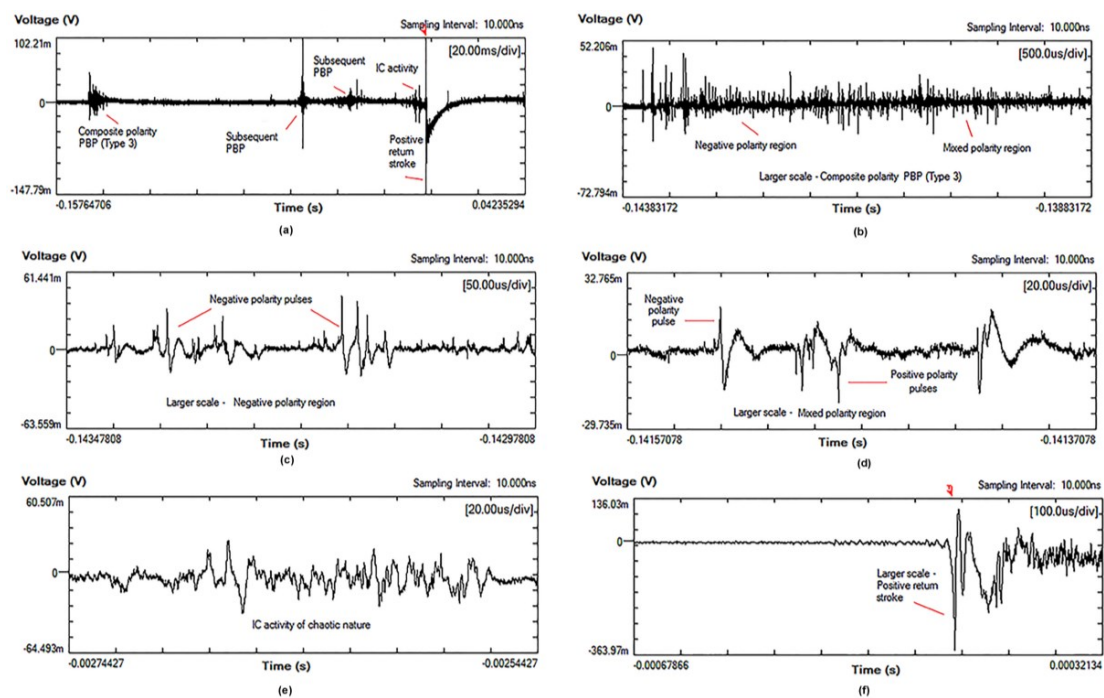 Voltage (V)
Sampling Interval: 10.000ns
102.21m
[20.00ms/div]
Subsequent
PBP
IC activity
0
Composite polarity
PBP (Type 3)
Subsequent
PBP
Positive
return
stroke
-147.79m
-0.15764706
Time (s)
0.04235294
(a)
Voltage (V)
Sampling Interval: 10.000ns
52.206m
[500.0us/div]
0
Negative polarity region
Mixed polarity region
Larger scale - Composite polarity PBP (Type 3)
-72.794m
-0.14383172
Time (s)
-0.13883172
(b)
Voltage (V)
Sampling Interval: 10.000ns
61.441m
[50.00us/div]
Negative polarity pulses
0
Larger scale - Negative polarity region
-63.559m
-0.14347808
Time (s)
-0.14297808
(c)
Voltage (V)
Sampling Interval: 10.000ns
32.765m
[20.00us/div]
Negative
polarity
pulse
0
Positive polarity
pulses
Larger scale - Mixed polarity region
-29.735m
-0.14157078
Time (s)
-0.14137078
(d)
Voltage (V)
Sampling Interval: 10.000ns
60.507m
[20.00us/div]
0
IC activity of chaotic nature
-64.493m
-0.00274427
Time (s)
-0.00254427
(e)
Voltage (V)
Sampling Interval: 10.000ns
136.03m
[100.0us/div]
0
Larger scale -
Positive return
stroke
-363.97m
-0.00067866
Time (s)
0.00032134
(f)